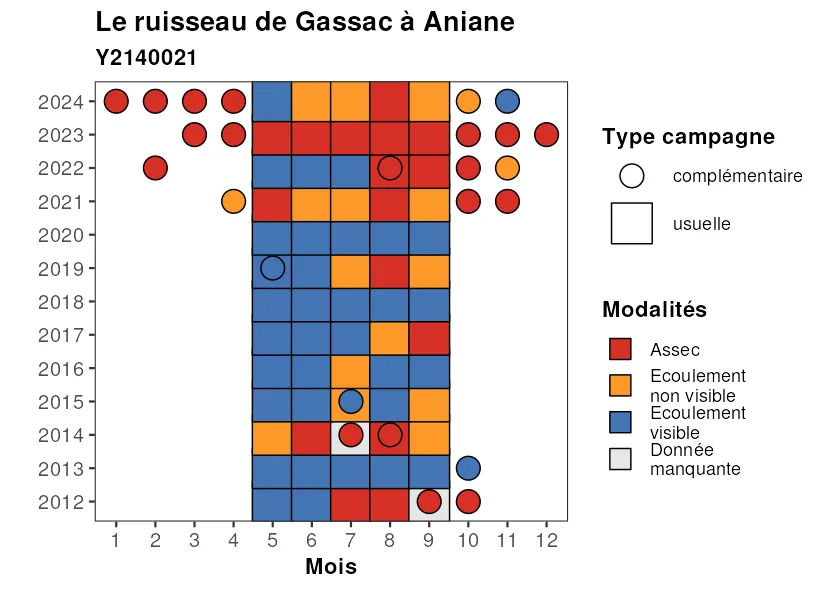 Le ruisseau de Gassac à Aniane
Y2140021
2024
2023
2022
2021
2020
2019
2018
2017
2016
2015
2014
2013
2012
1 2 3 4 5 6 7 8 9 10 11 12
Mois
Type campagne
complémentaire
usuelle
Modalités
Assec
Ecoulement
non visible
Ecoulement
visible
Donnée
manquante